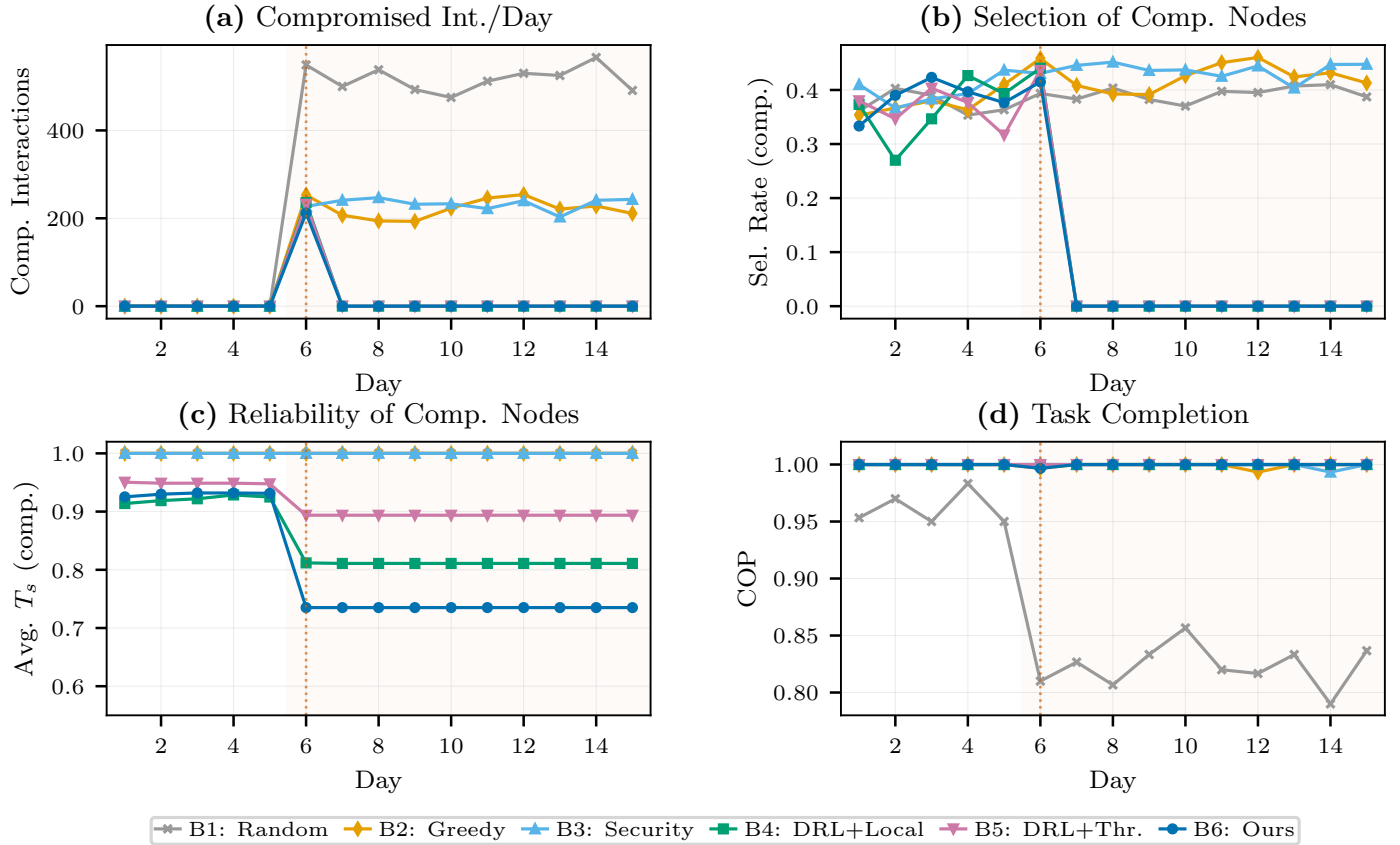 (a) Compromised Int./Day
Comp. Interactions
400
200
0
2 4 6 8 10 12 14
Day
(b) Selection of Comp. Nodes
Sel. Rate (comp.)
0.4
0.3
0.2
0.1
0.0
2 4 6 8 10 12 14
Day
(c) Reliability of Comp. Nodes
Avg. Ts (comp.)
1.0
0.9
0.8
0.7
0.6
2 4 6 8 10 12 14
Day
(d) Task Completion
COP
1.00
0.95
0.90
0.85
0.80
2 4 6 8 10 12 14
Day
B1: Random B2: Greedy B3: Security B4: DRL+Local B5: DRL+Thr. B6: Ours